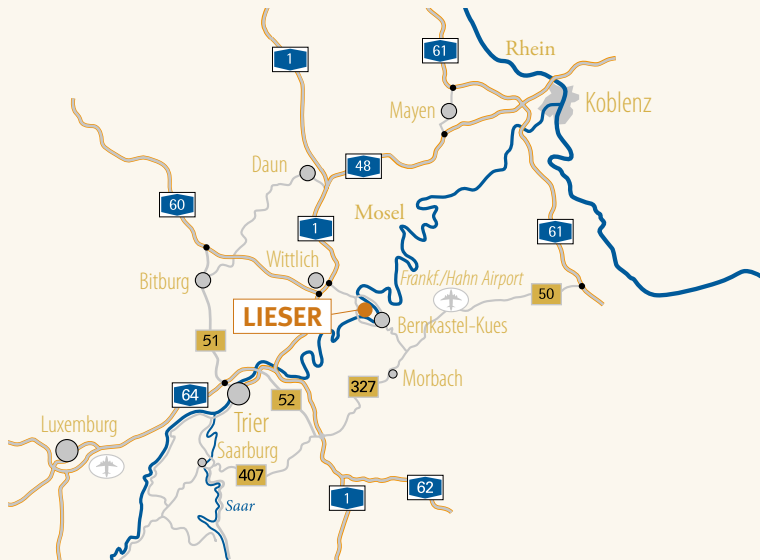 61
Rhein
1
Koblenz
Mayen
Daun
48
60
Mosel
1
61
Wittlich
Bitburg
Frankf./Hahn Airport
50
LIESER
Bernkastel-Kues
51
Morbach
327
64
52
Luxemburg
Trier
Saarburg
407
62
1
Saar